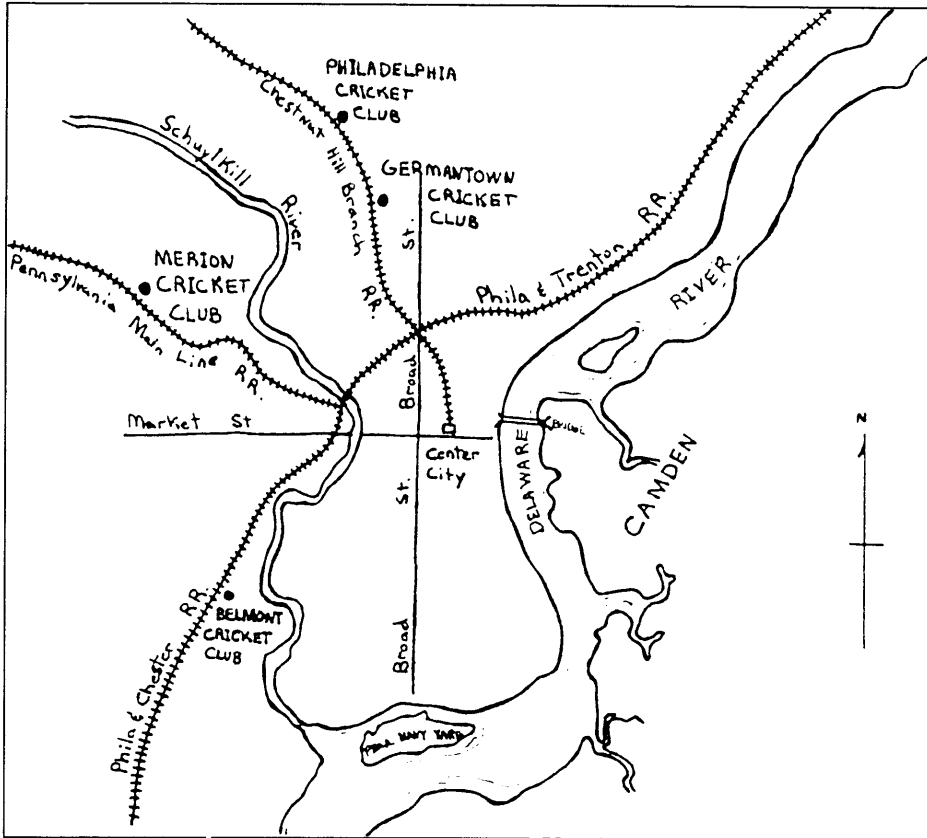 PHILADELPHIA
CRICKET
CLUB
Chestnut Hill Branch
RR.
GERMANTOWN
CRICKET
CLUB
Schuylkill
River
MERION
CRICKET
CLUB
Pennsylvania Main Line
R.R.
Phila & Trenton R.R.
DELAWARE
RIVER
Broad St.
Market St
Center
City
CAMDEN
N
Broad St.
BELMONT
CRICKET
CLUB
Phila & Chester R.R.
PHILA NAVY YARD